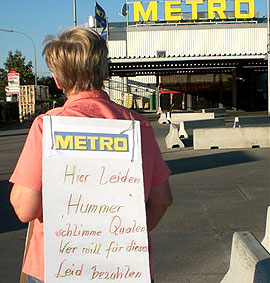 METRO
METRO
Hier leiden
Hummer
schlimme Qualen
Wer will für dieses
Leid bezahlen